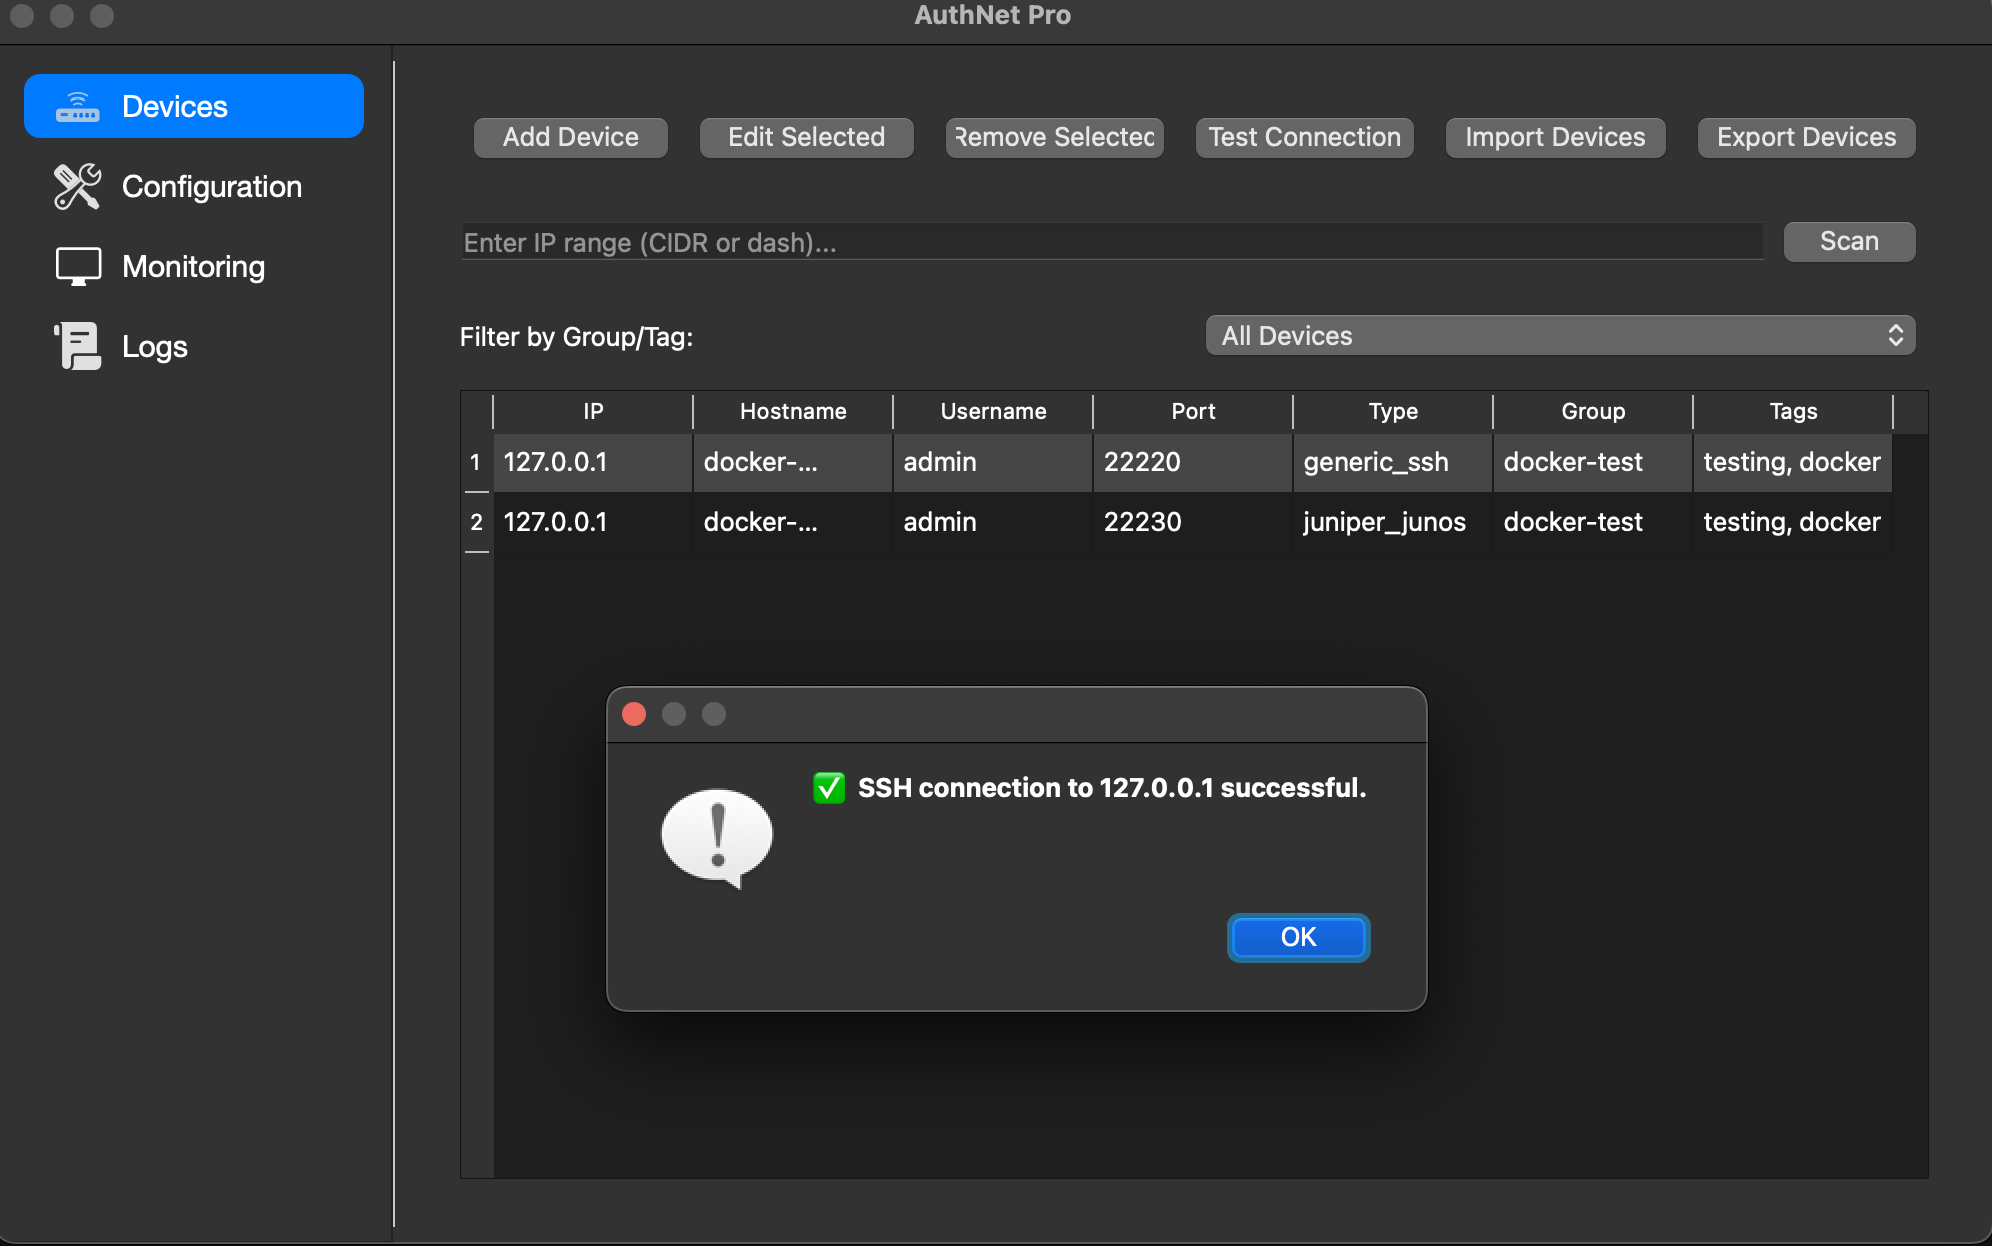 AuthNet Pro
Devices
Configuration
Monitoring
Logs
Add Device Edit Selected Remove Selected Test Connection Import Devices Export Devices
Enter IP range (CIDR or dash)... Scan
Filter by Group/Tag: All Devices
IP Hostname Username Port Type Group Tags
1 127.0.0.1 docker-... admin 22220 generic_ssh docker-test testing, docker
2 127.0.0.1 docker-... admin 22230 juniper_junos docker-test testing, docker
✅ SSH connection to 127.0.0.1 successful.
OK